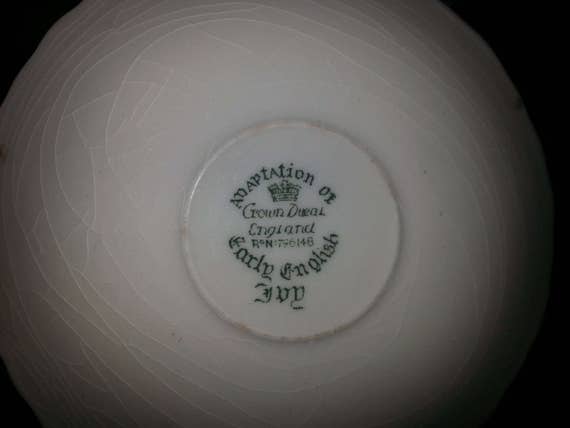 Adaptation of
Crown Ducal
England
Rd No 796146
Early English
Ivy